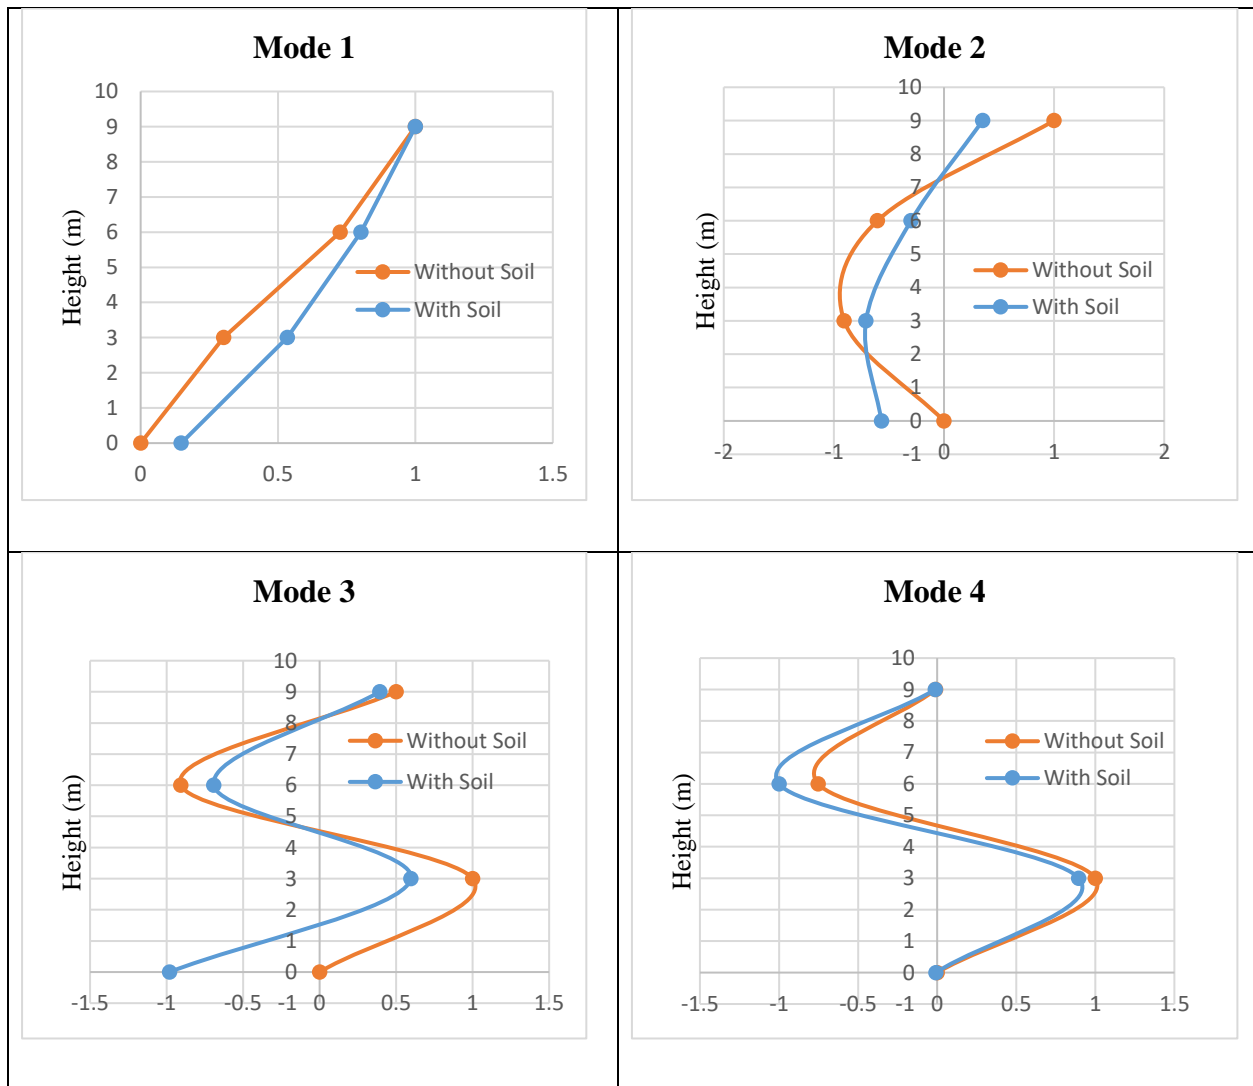 Mode 1
10
9
8
7
6
5
4
3
2
1
0
Height (m)
0 0.5 1 1.5
Without Soil
With Soil
Mode 2
10
9
8
7
6
5
4
3
2
1
0
-1
Height (m)
-2 -1 0 1 2
Without Soil
With Soil
Mode 3
10
9
8
7
6
5
4
3
2
1
0
-1
Height (m)
-1.5 -1 -0.5 0 0.5 1 1.5
Without Soil
With Soil
Mode 4
10
9
8
7
6
5
4
3
2
1
0
-1
Height (m)
-1.5 -1 -0.5 0 0.5 1 1.5
Without Soil
With Soil